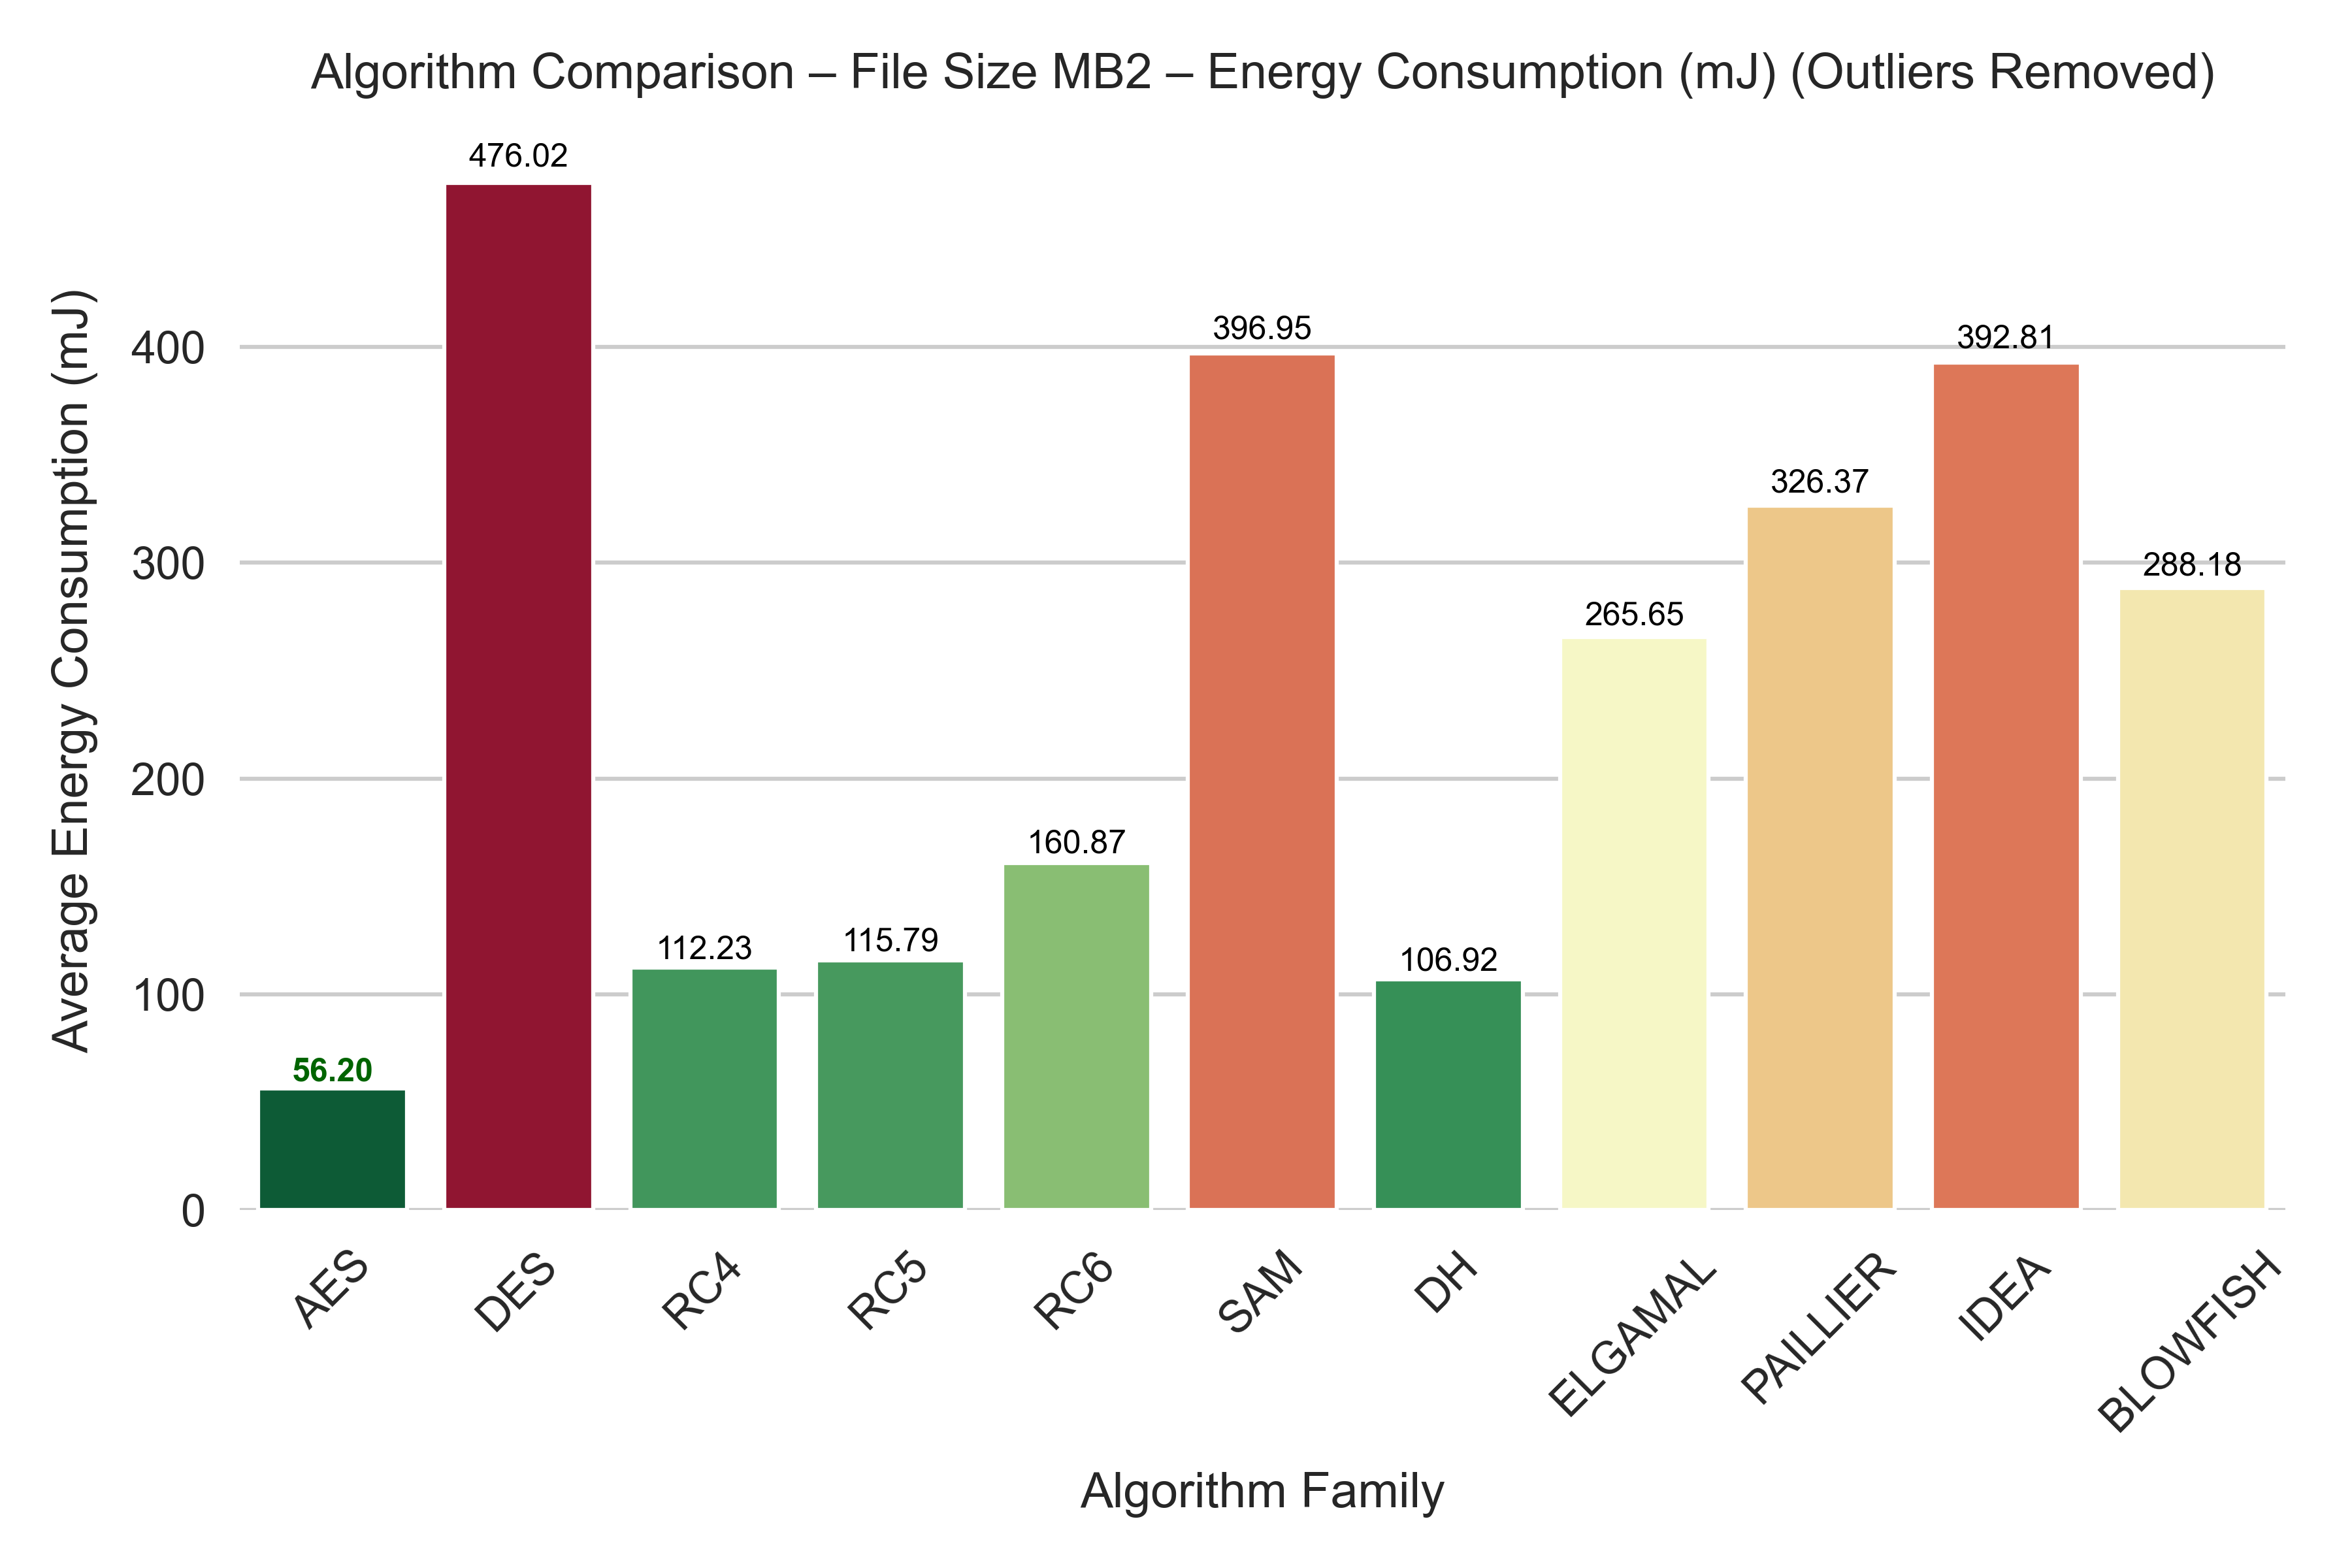 Algorithm Comparison – File Size MB2 – Energy Consumption (mJ) (Outliers Removed)
Average Energy Consumption (mJ)
400
300
200
100
0
56.20
476.02
112.23
115.79
160.87
396.95
106.92
265.65
326.37
392.81
288.18
AES
DES
RC4
RC5
RC6
SAM
DH
ELGAMAL
PAILLIER
IDEA
BLOWFISH
Algorithm Family